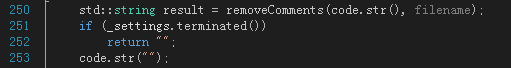 250 std::string result = removeComments(code.str(), filename);
251 if (_settings.terminated())
252 return "";
253 code.str("");